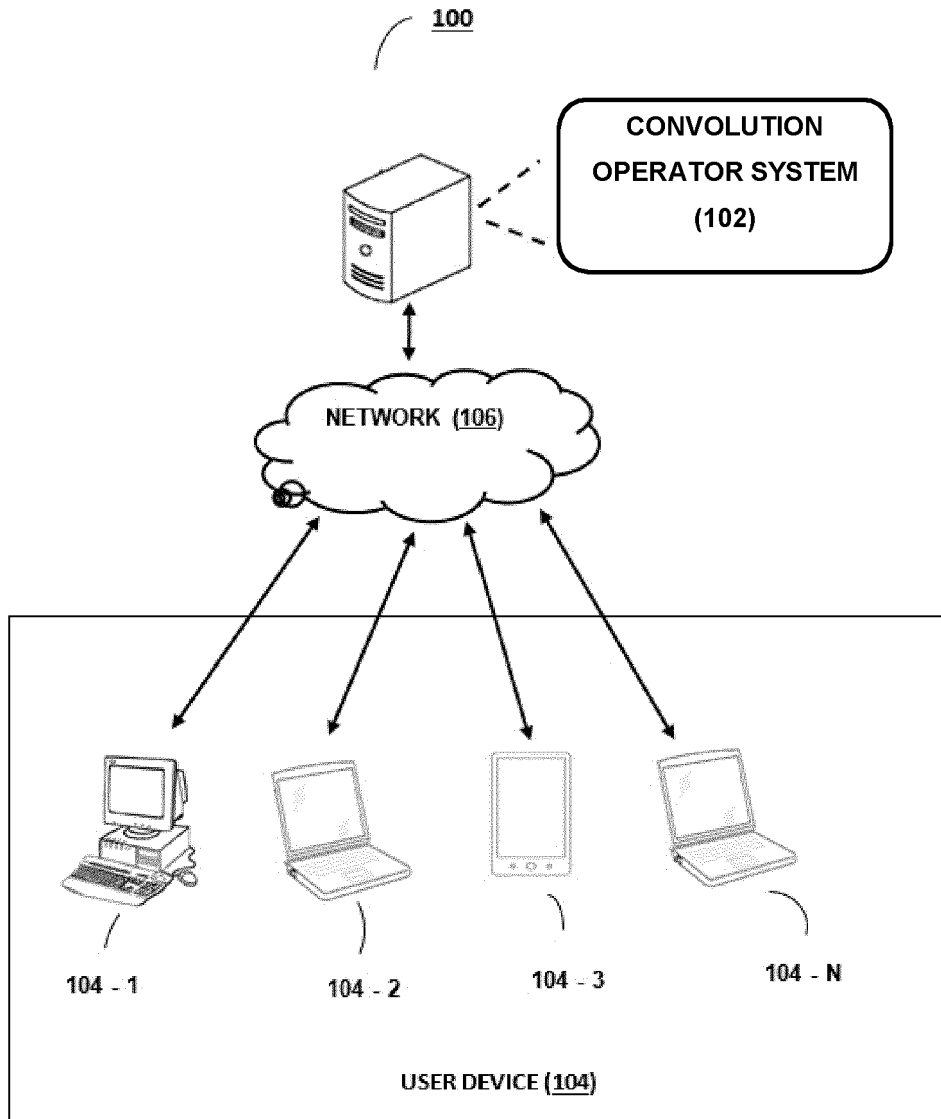 100
CONVOLUTION
OPERATOR SYSTEM
(102)
NETWORK (106)
104 - 1
104 - 2
104 - 3
104 - N
USER DEVICE (104)